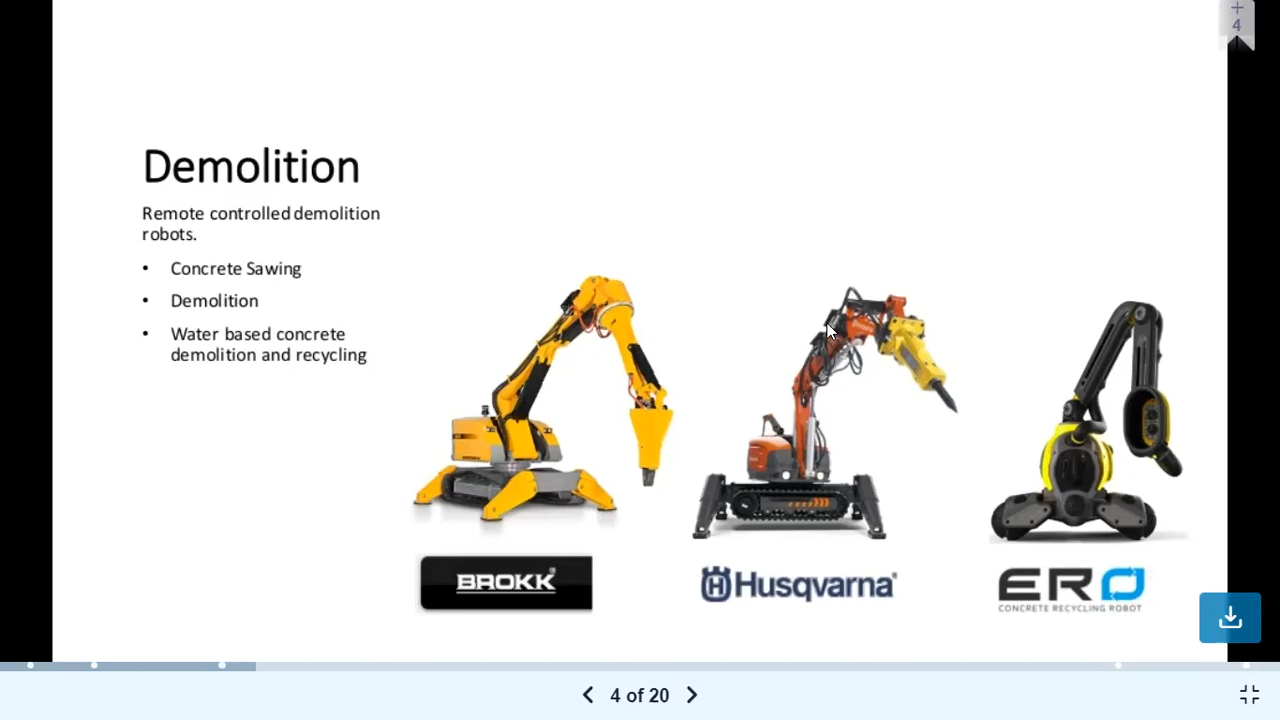 +
4
Demolition
Remote controlled demolition
robots.
• Concrete Sawing
• Demolition
• Water based concrete
demolition and recycling
BROKK®
Husqvarna®
ERO
CONCRETE RECYCLING ROBOT
4 of 20